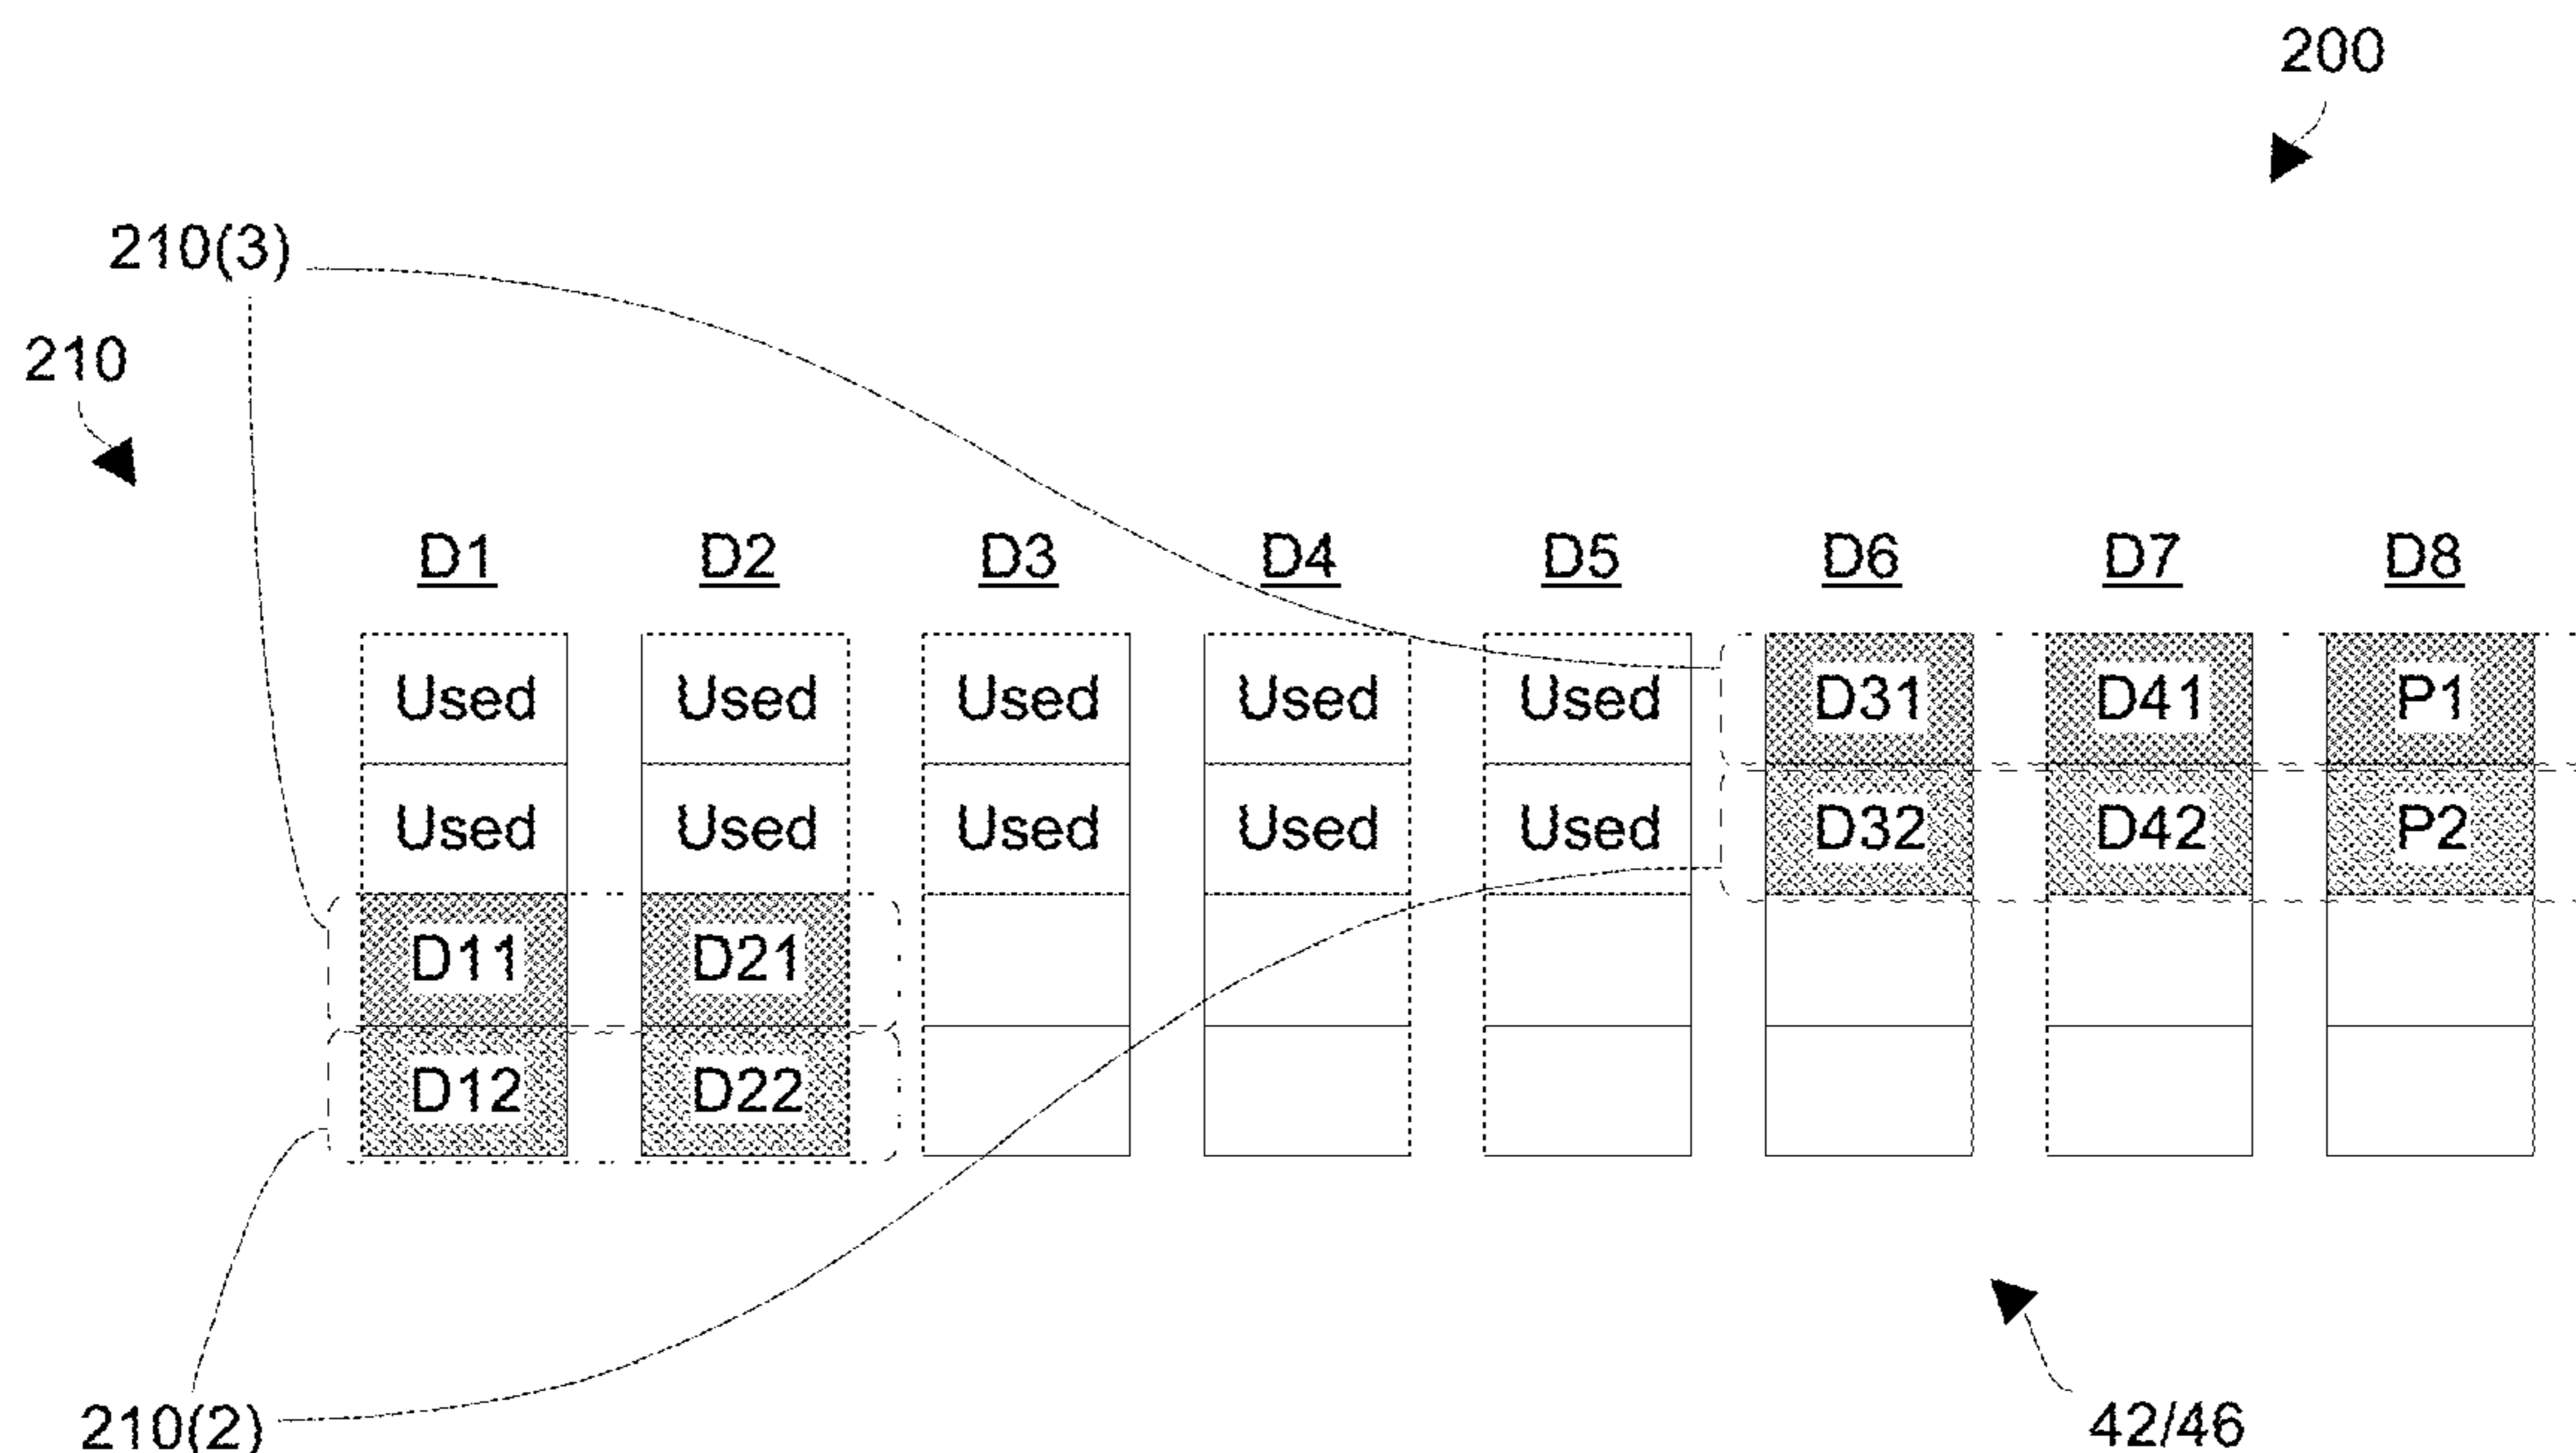 200
210(3)
210
D1 D2 D3 D4 D5 D6 D7 D8
Used Used Used Used Used D31 D41 P1
Used Used Used Used Used D32 D42 P2
D11 D21
D12 D22
210(2) 42/46